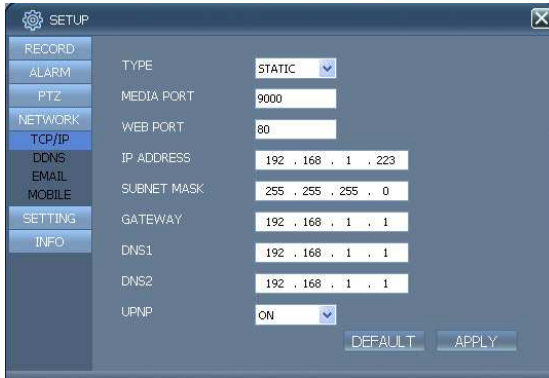 SETUP
RECORD
ALARM
PTZ
NETWORK
TCP/IP
DDNS
EMAIL
MOBILE
SETTING
INFO
TYPE STATIC
MEDIA PORT 9000
WEB PORT 80
IP ADDRESS 192 . 168 . 1 . 223
SUBNET MASK 255 . 255 . 255 . 0
GATEWAY 192 . 168 . 1 . 1
DNS1 192 . 168 . 1 . 1
DNS2 192 . 168 . 1 . 1
UPNP ON
DEFAULT APPLY